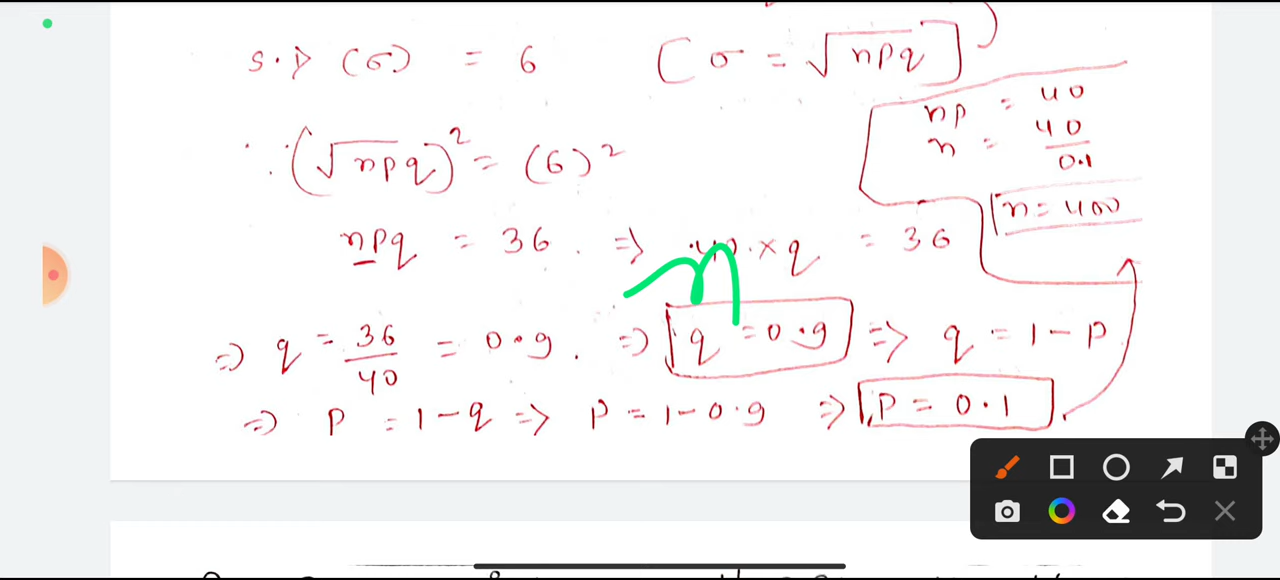 S.D (σ) = 6 [σ = √npq])
np = 40
n = 40/0.1
n = 400
∴ (√npq)² = (6)²
npq = 36. ⇒ 40 × q = 36
⇒ q = 36/40 = 0.9. ⇒ q = 0.9 ⇒ q = 1 - p
⇒ p = 1 - q ⇒ p = 1 - 0.9 ⇒ p = 0.1